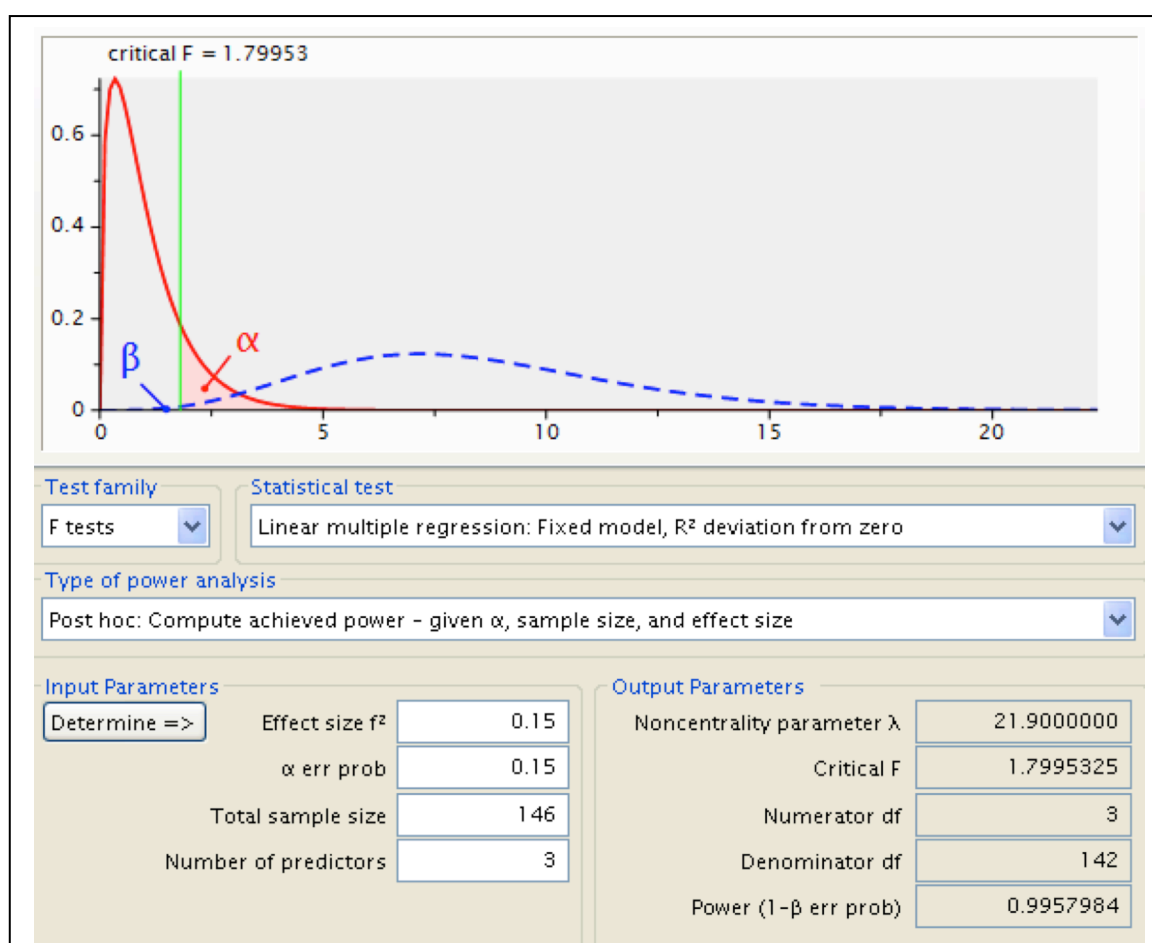 critical F = 1.79953
0.6
0.4
0.2
0
β
α
0 5 10 15 20
Test family Statistical test
F tests Linear multiple regression: Fixed model, R² deviation from zero
Type of power analysis
Post hoc: Compute achieved power – given α, sample size, and effect size
Input Parameters Output Parameters
Determine => Effect size f² 0.15 Noncentrality parameter λ 21.9000000
α err prob 0.15 Critical F 1.7995325
Total sample size 146 Numerator df 3
Number of predictors 3 Denominator df 142
Power (1-β err prob) 0.9957984